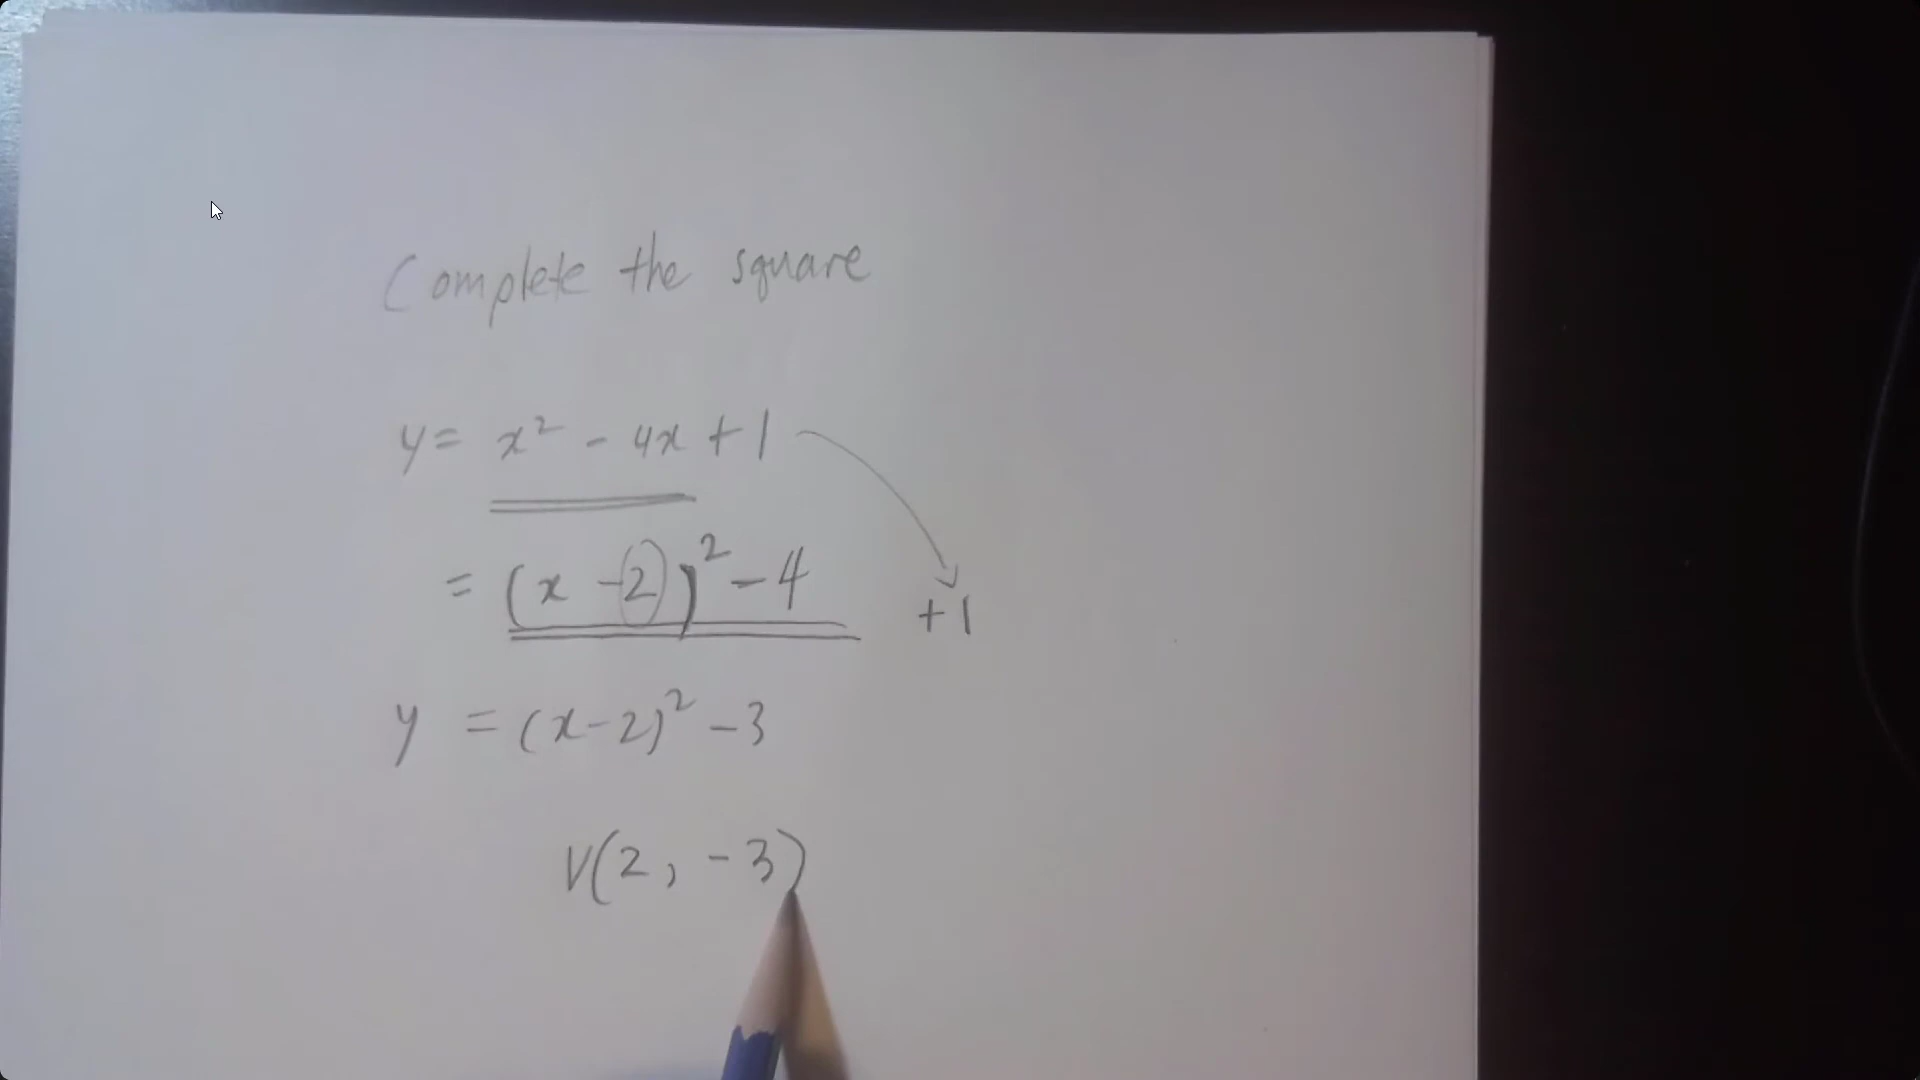 Complete the square
y = x² - 4x + 1
= (x - 2)² - 4 + 1
y = (x - 2)² - 3
V(2, -3)